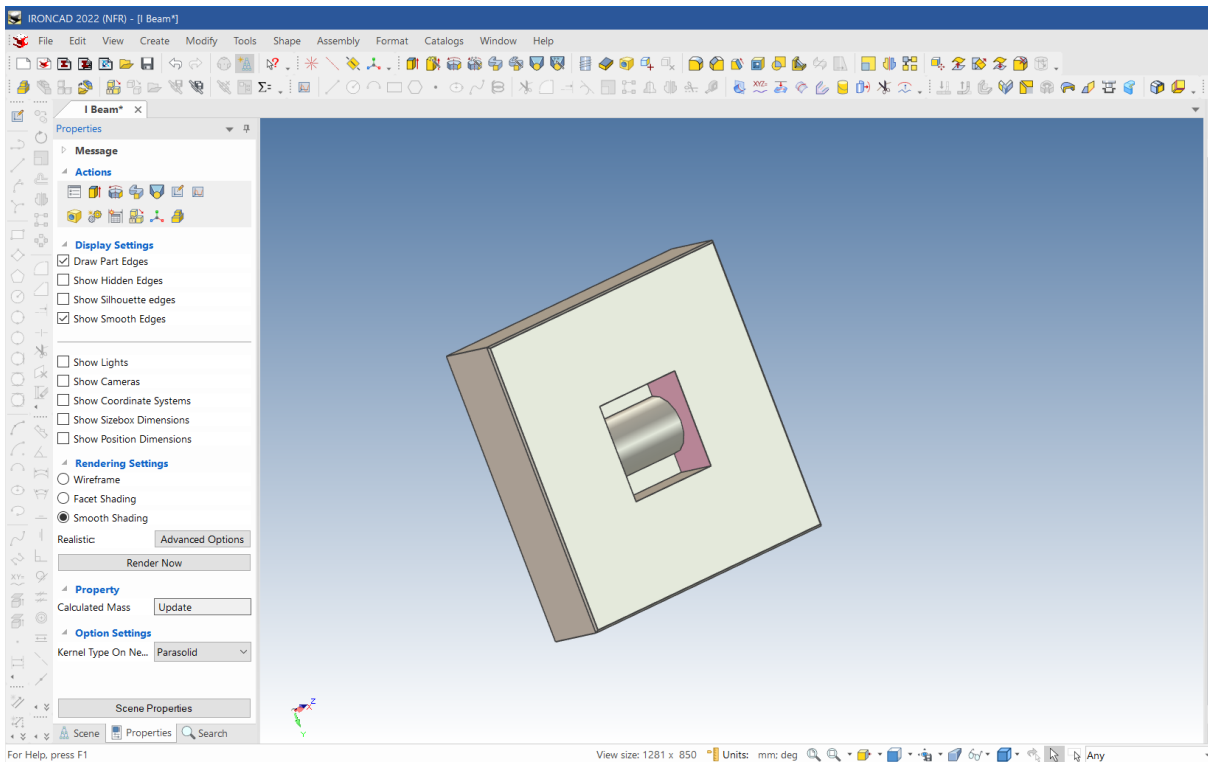 IRONCAD 2022 (NFR) - [I Beam*]
File Edit View Create Modify Tools Shape Assembly Format Catalogs Window Help
I Beam*
Properties
Message
Actions
Display Settings
Draw Part Edges
Show Hidden Edges
Show Silhouette edges
Show Smooth Edges
Show Lights
Show Cameras
Show Coordinate Systems
Show Sizebox Dimensions
Show Position Dimensions
Rendering Settings
Wireframe
Facet Shading
Smooth Shading
Realistic: Advanced Options
Render Now
Property
Calculated Mass Update
Option Settings
Kernel Type On Ne... Parasolid
Scene Properties
Z
X
Y
Scene Properties Search
For Help, press F1 View size: 1281 x 850 Units: mm: deg Any